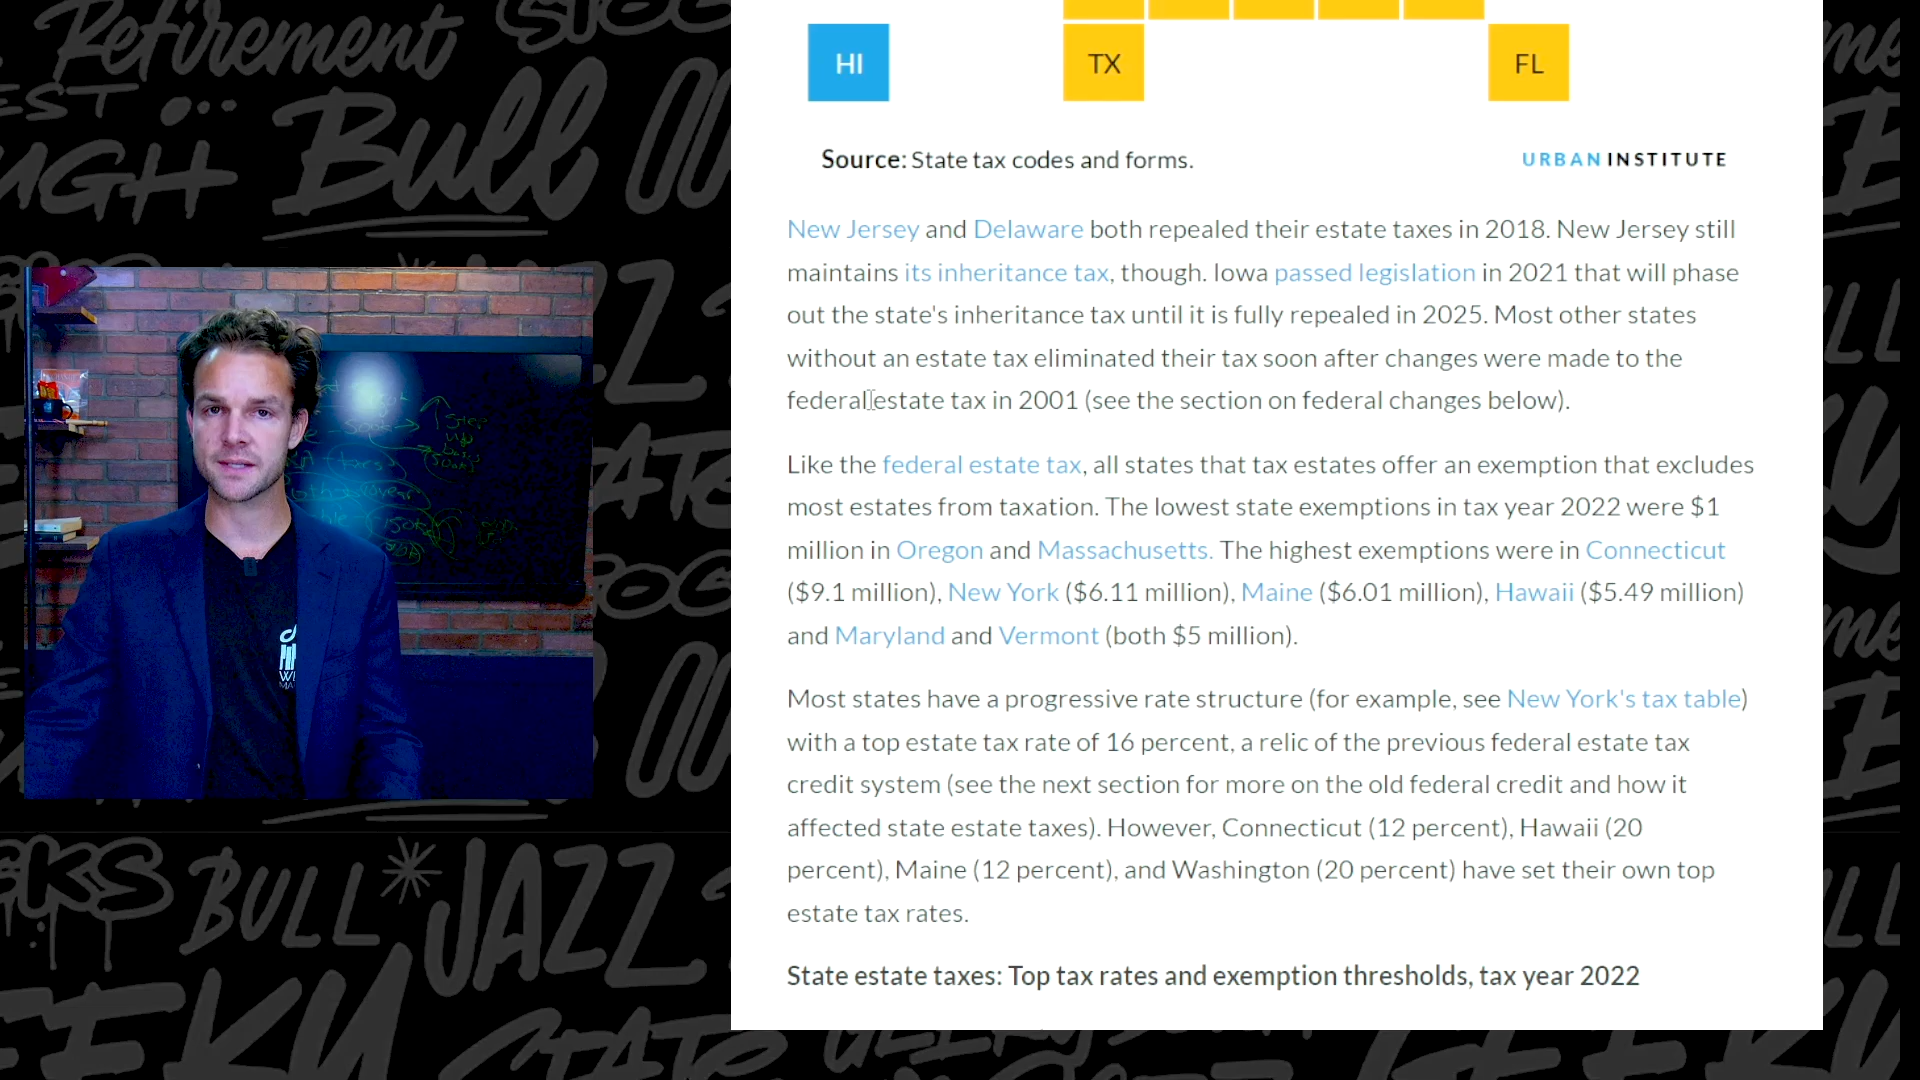 Retirement
EST
UGH
Bull
HI
TX
FL
Source: State tax codes and forms.
URBAN INSTITUTE
New Jersey and Delaware both repealed their estate taxes in 2018. New Jersey still
maintains its inheritance tax, though. Iowa passed legislation in 2021 that will phase
out the state's inheritance tax until it is fully repealed in 2025. Most other states
without an estate tax eliminated their tax soon after changes were made to the
federal estate tax in 2001 (see the section on federal changes below).
Like the federal estate tax, all states that tax estates offer an exemption that excludes
most estates from taxation. The lowest state exemptions in tax year 2022 were $1
million in Oregon and Massachusetts. The highest exemptions were in Connecticut
($9.1 million), New York ($6.11 million), Maine ($6.01 million), Hawaii ($5.49 million)
and Maryland and Vermont (both $5 million).
Most states have a progressive rate structure (for example, see New York's tax table)
with a top estate tax rate of 16 percent, a relic of the previous federal estate tax
credit system (see the next section for more on the old federal credit and how it
affected state estate taxes). However, Connecticut (12 percent), Hawaii (20
percent), Maine (12 percent), and Washington (20 percent) have set their own top
estate tax rates.
State estate taxes: Top tax rates and exemption thresholds, tax year 2022
Step
up
BULL
JAZZ